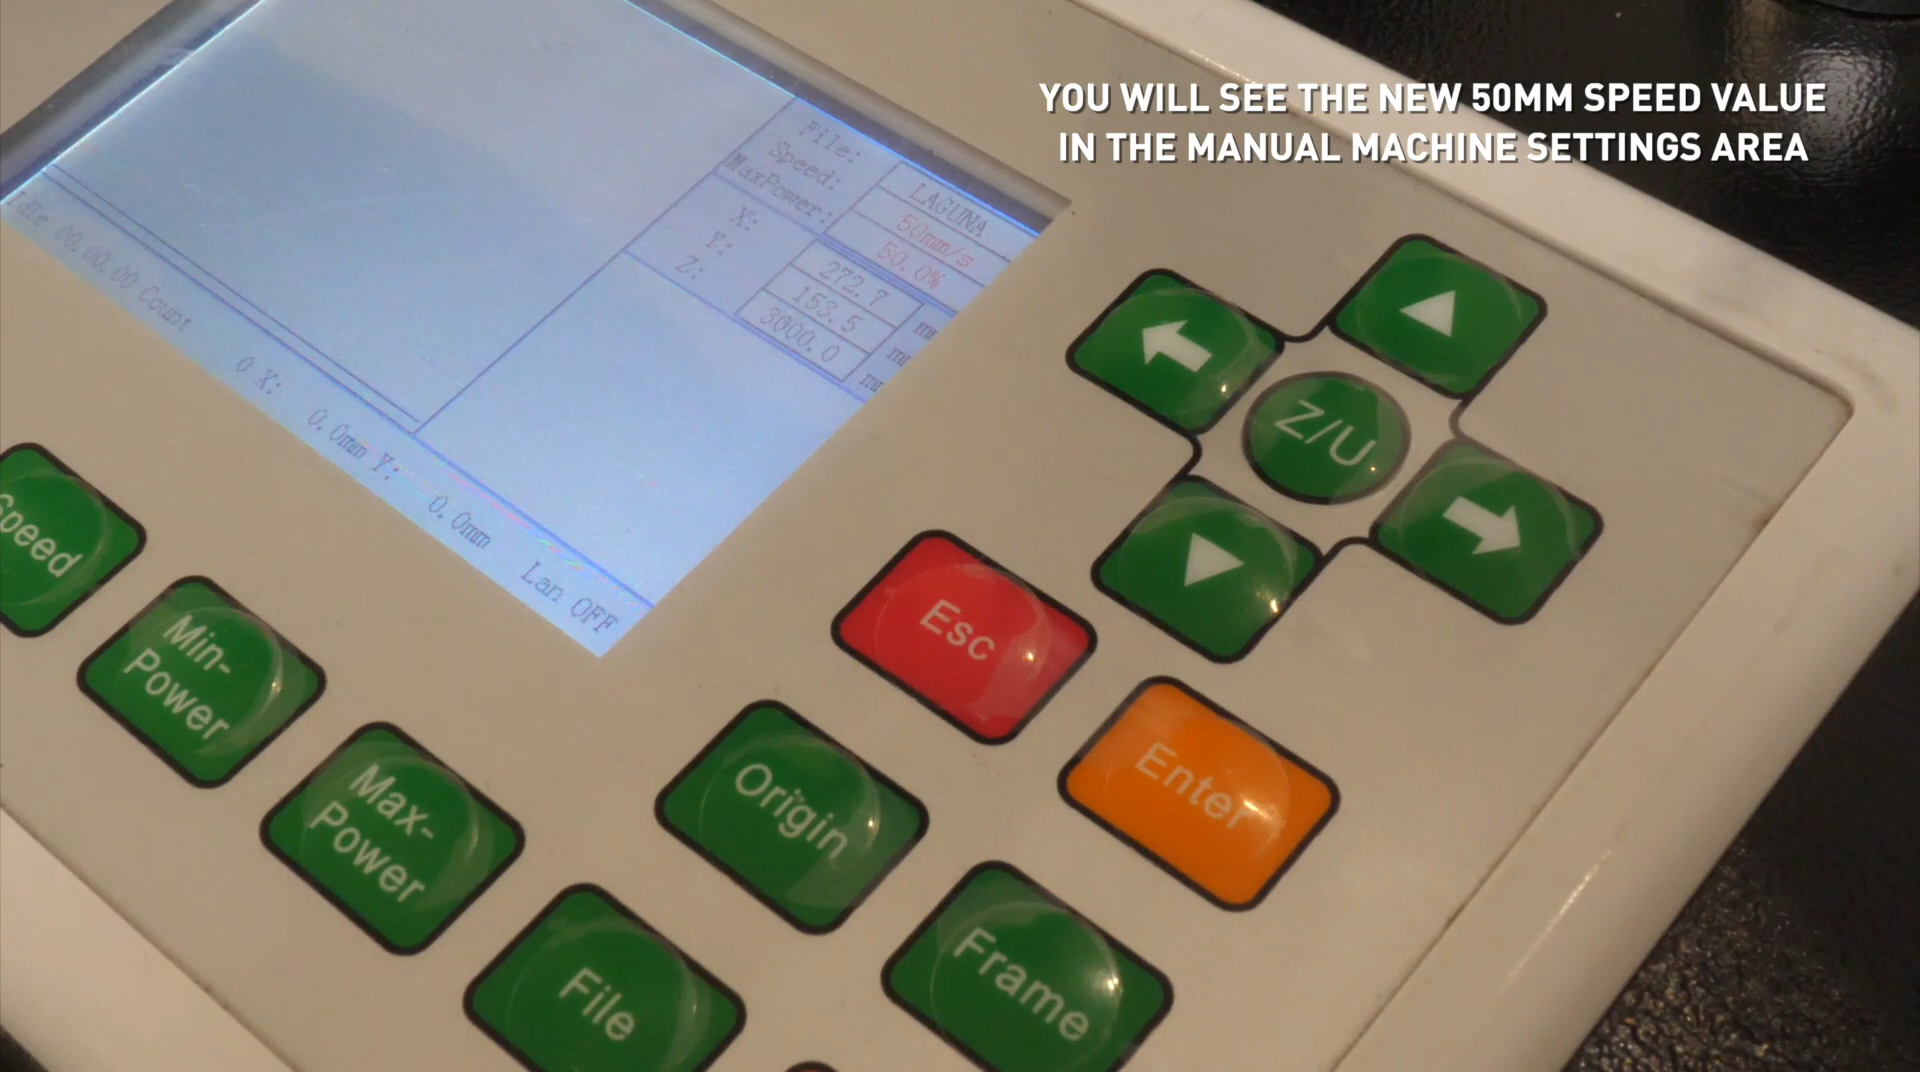 YOU WILL SEE THE NEW 50MM SPEED VALUE
IN THE MANUAL MACHINE SETTINGS AREA
File: LAGUNA
Speed: 50mm/s
MaxPower: 50.0%
X: 272.7
Y: 153.5
Z: 3000.0
Idle 00.00.00 Count 0 X: 0.0mm Y: 0.0mm Lan OFF
Z/U
Speed
Min-
Power
Max-
Power
File
Esc
Origin
Enter
Frame